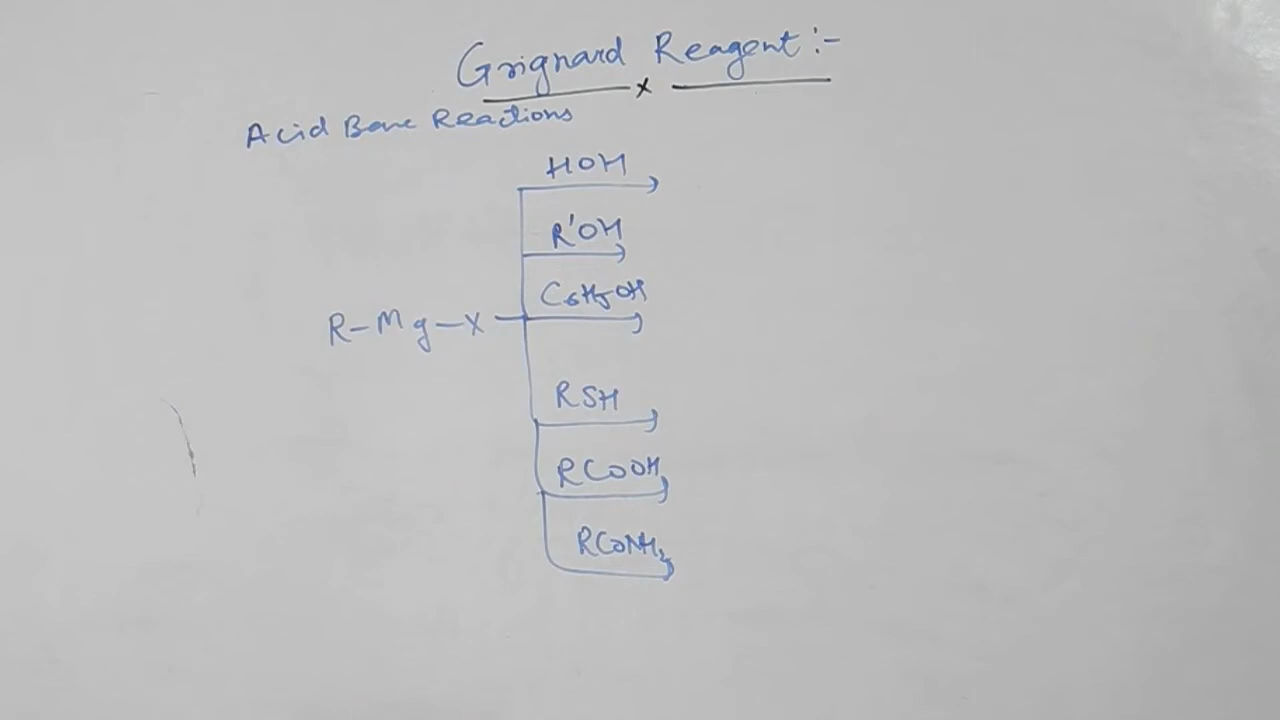 Grignard Reagent :-
x
Acid Base Reactions
HOH
R'OH
C6H5OH
R-Mg-X
RSH
RCOOH
RCONH2